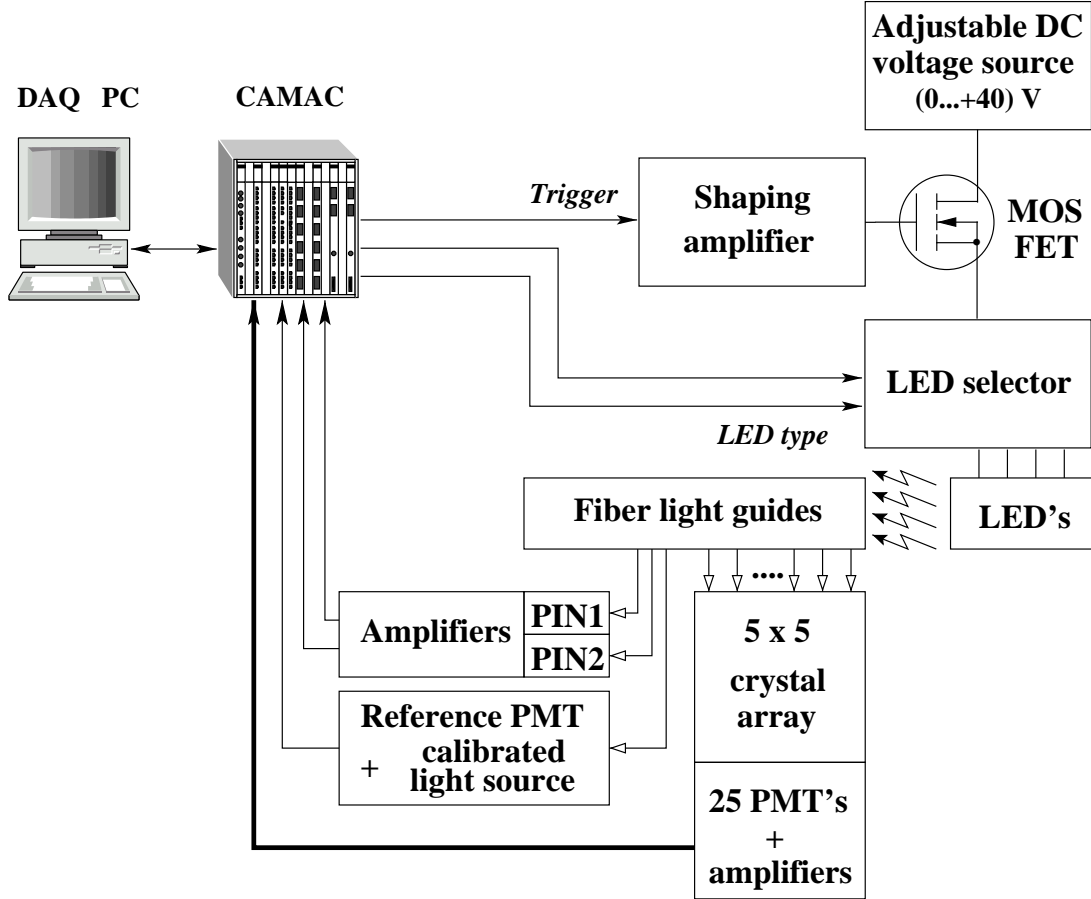 Adjustable DC
voltage source
(0...+40) V
DAQ PC
CAMAC
Trigger
Shaping
amplifier
MOS
FET
LED selector
LED type
Fiber light guides
LED's
....
Amplifiers
PIN1
PIN2
5 x 5
crystal
array
Reference PMT
+ calibrated
light source
25 PMT's
+
amplifiers